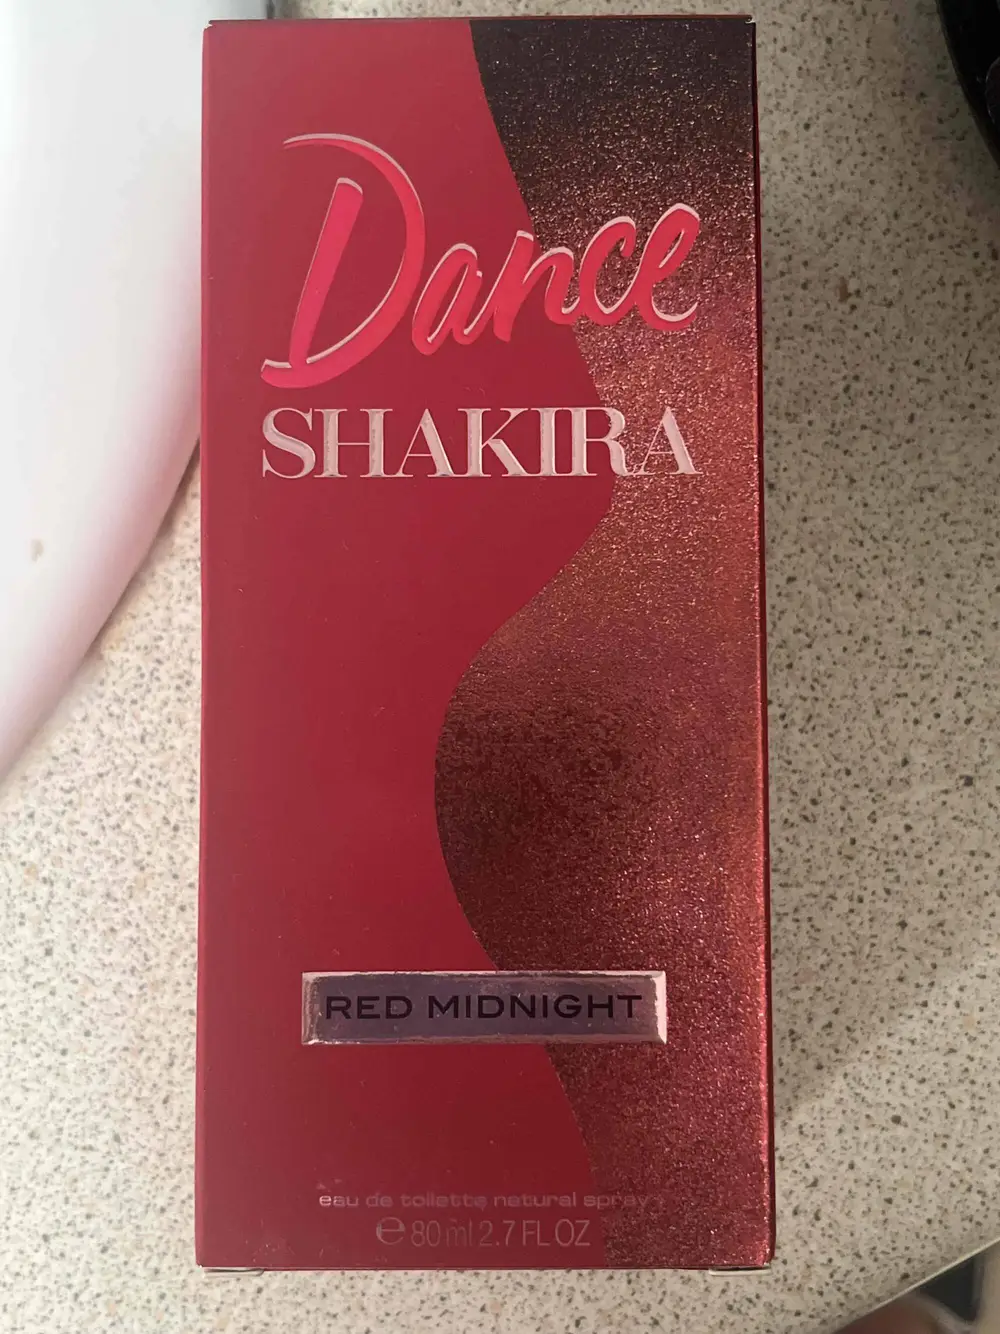 Dance
SHAKIRA
RED MIDNIGHT
eau de toilette natural spray
℮ 80 ml 2.7 FL OZ